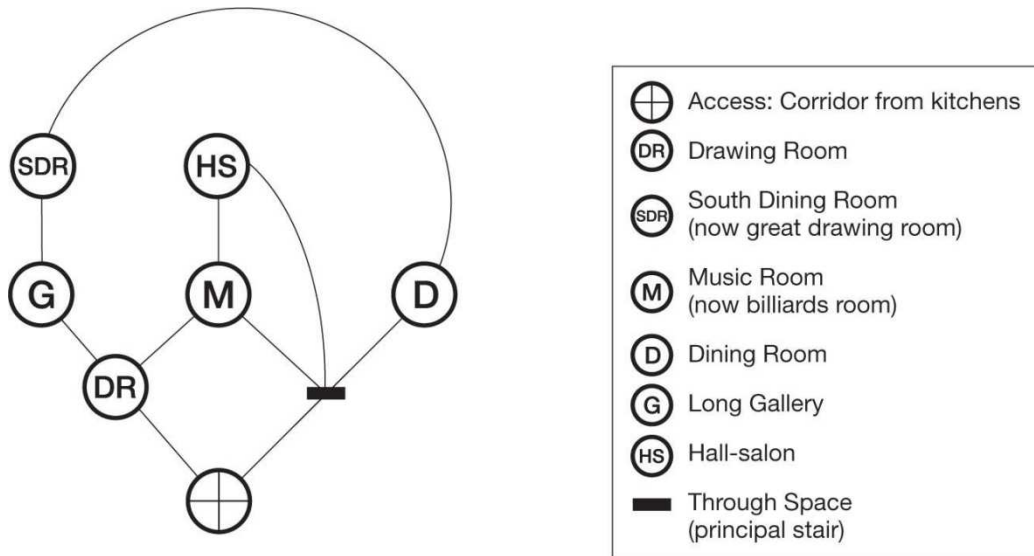 SDR
HS
G
M
D
DR
Access: Corridor from kitchens
DR Drawing Room
SDR South Dining Room
(now great drawing room)
M Music Room
(now billiards room)
D Dining Room
G Long Gallery
HS Hall-salon
Through Space
(principal stair)